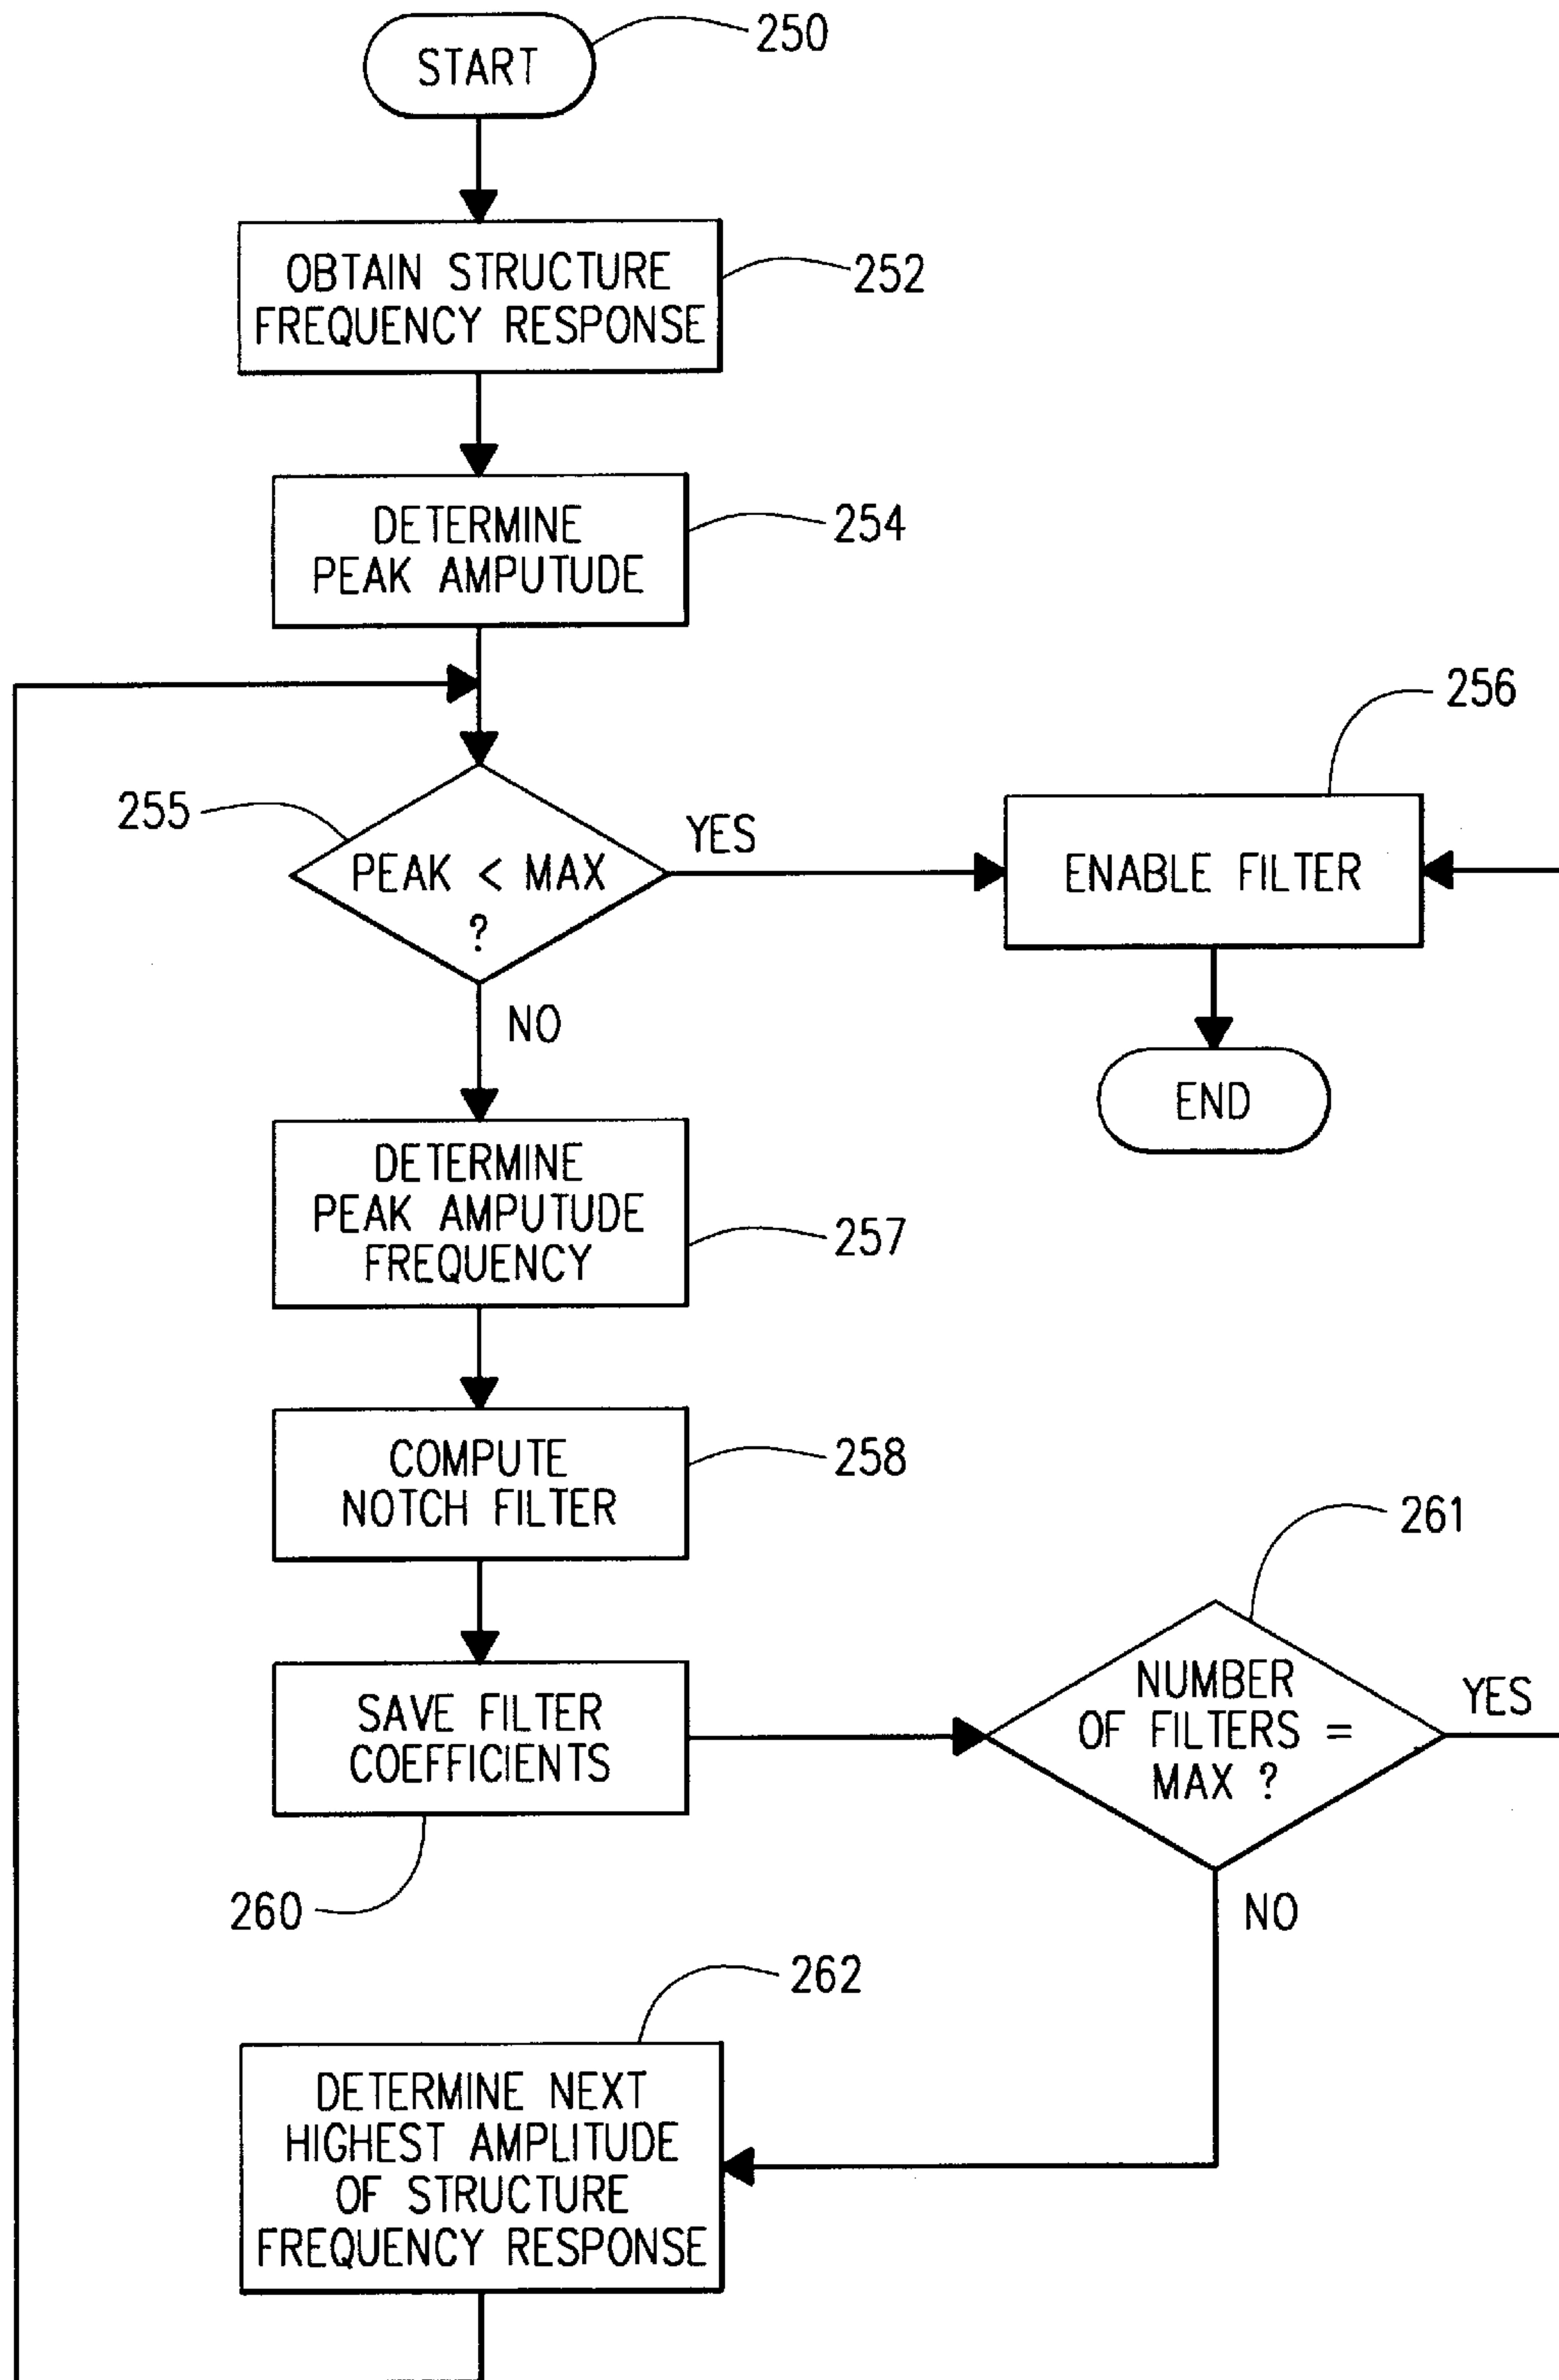 START
250
OBTAIN STRUCTURE
FREQUENCY RESPONSE
252
DETERMINE
PEAK AMPUTUDE
254
256
255
PEAK < MAX
?
YES
ENABLE FILTER
NO
END
DETERMINE
PEAK AMPUTUDE
FREQUENCY
257
COMPUTE
NOTCH FILTER
258
261
SAVE FILTER
COEFFICIENTS
NUMBER
OF FILTERS =
MAX ?
YES
260
NO
262
DETERMINE NEXT
HIGHEST AMPLITUDE
OF STRUCTURE
FREQUENCY RESPONSE